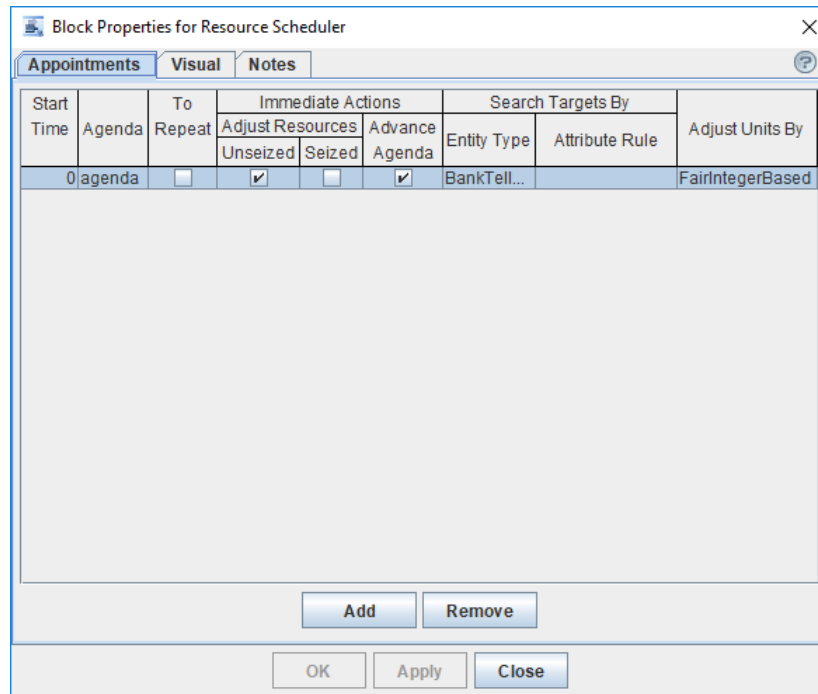 Block Properties for Resource Scheduler
Appointments Visual Notes
Start Time Agenda To Repeat Immediate Actions Search Targets By Adjust Units By
Adjust Resources Advance Agenda Entity Type Attribute Rule
Unseized Seized
0 agenda BankTell... FairIntegerBased
Add Remove
OK Apply Close